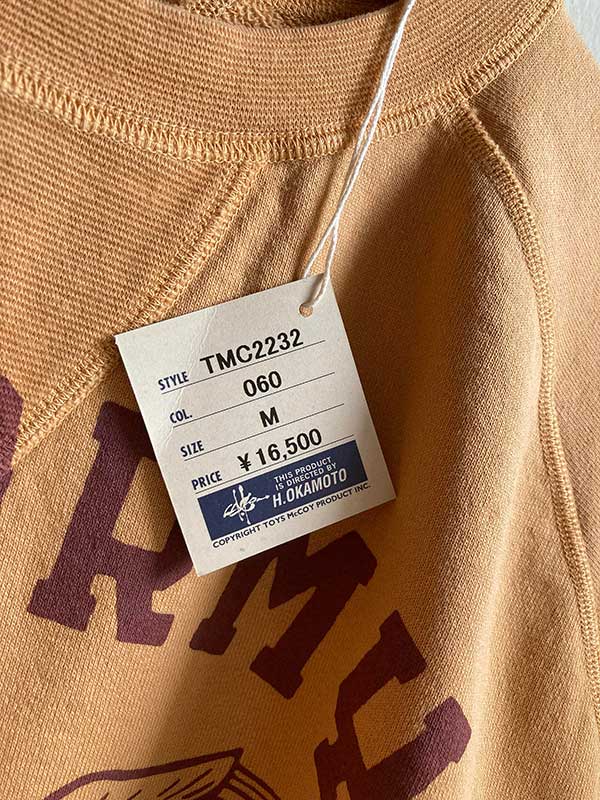 STYLE TMC2232
COL. 060
SIZE M
PRICE ¥16,500
THIS PRODUCT
IS DIRECTED BY
H.OKAMOTO
COPYRIGHT TOYS McCOY PRODUCT INC.
RMC